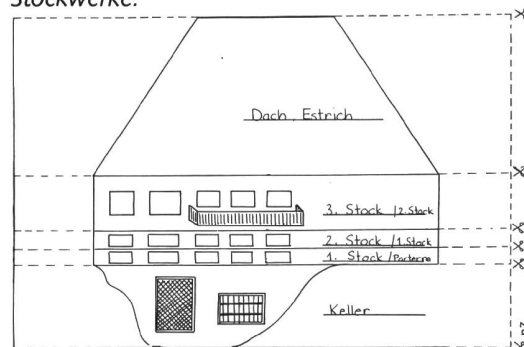 Stockwerke:
Dach, Estrich
3. Stock / 2. Stock
2. Stock / 1. Stock
1. Stock / Parterre
Keller